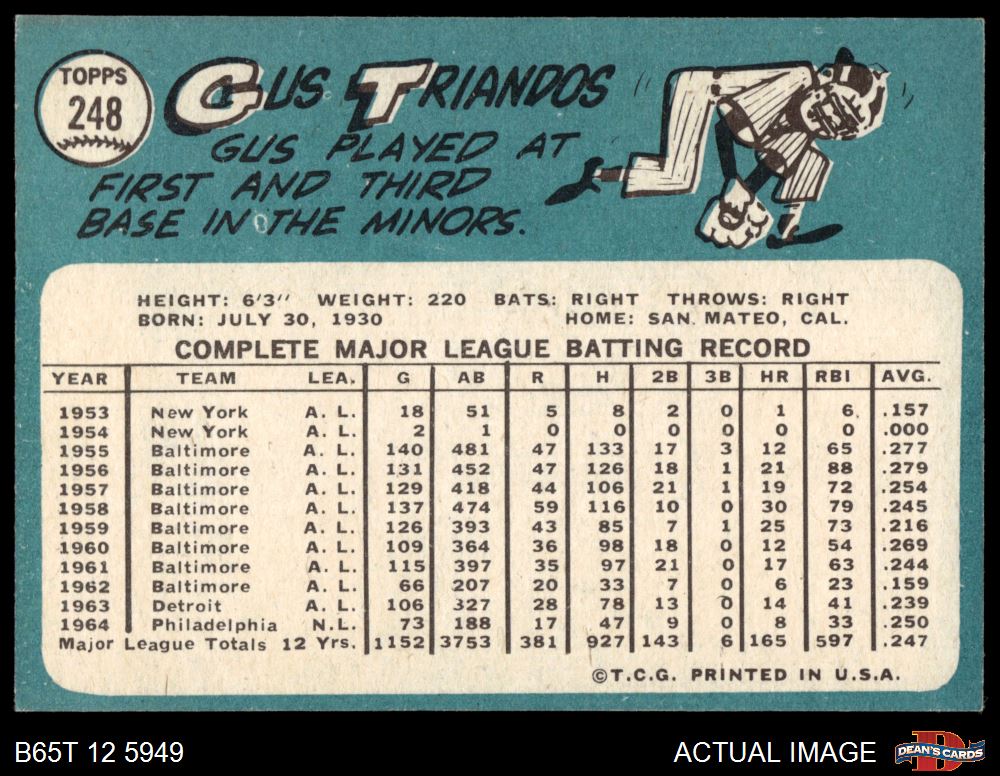 TOPPS
248
GUS TRIANDOS
GUS PLAYED AT
FIRST AND THIRD
BASE IN THE MINORS.
HEIGHT: 6'3" WEIGHT: 220 BATS: RIGHT THROWS: RIGHT
BORN: JULY 30, 1930 HOME: SAN MATEO, CAL.
COMPLETE MAJOR LEAGUE BATTING RECORD
YEAR TEAM LEA. G AB R H 2B 3B HR RBI AVG.
1953 New York A. L. 18 51 5 8 2 0 1 6 .157
1954 New York A. L. 2 1 0 0 0 0 0 0 .000
1955 Baltimore A. L. 140 481 47 133 17 3 12 65 .277
1956 Baltimore A. L. 131 452 47 126 18 1 21 88 .279
1957 Baltimore A. L. 129 418 44 106 21 1 19 72 .254
1958 Baltimore A. L. 137 474 59 116 10 0 30 79 .245
1959 Baltimore A. L. 126 393 43 85 7 1 25 73 .216
1960 Baltimore A. L. 109 364 36 98 18 0 12 54 .269
1961 Baltimore A. L. 115 397 35 97 21 0 17 63 .244
1962 Baltimore A. L. 66 207 20 33 7 0 6 23 .159
1963 Detroit A. L. 106 327 28 78 13 0 14 41 .239
1964 Philadelphia N.L. 73 188 17 47 9 0 8 33 .250
Major League Totals 12 Yrs. 1152 3753 381 927 143 6 165 597 .247
©T.C.G. PRINTED IN U.S.A.
B65T 12 5949
ACTUAL IMAGE
DEAN'S CARDS